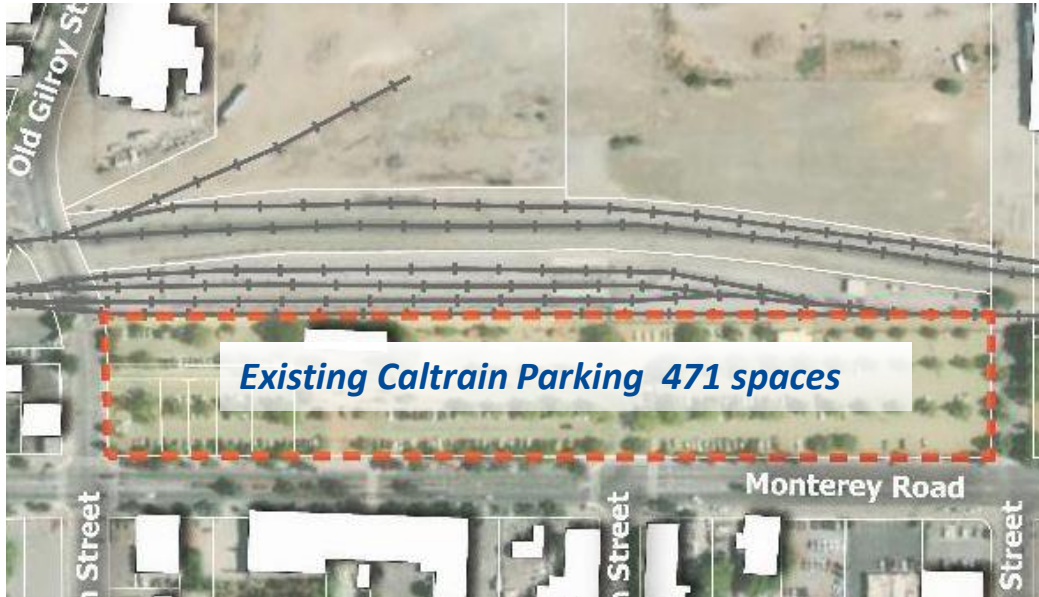 Old Gilroy St
Existing Caltrain Parking 471 spaces
Monterey Road
Street
Street
Street